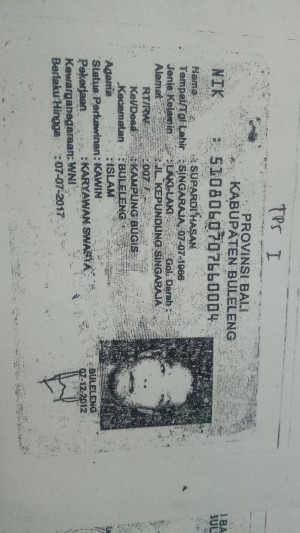 TPS I
PROVINSI BALI
KABUPATEN BULELENG
NIK : 5108060707660004
Nama : SUPARDI HASAN
Tempat/Tgl Lahir : SINGARAJA, 07-07-1966
Jenis Kelamin : LAKI-LAKI Gol. Darah :
Alamat : JL. KEPUNDUNG SINGARAJA
RT/RW : 007 /
Kel/Desa : KAMPUNG BUGIS
Kecamatan : BULELENG
Agama : ISLAM
Status Perkawinan : KAWIN
Pekerjaan : KARYAWAN SWASTA
Kewarganegaraan: WNI
Berlaku Hingga : 07-07-2017
BULELENG
07-12-2012